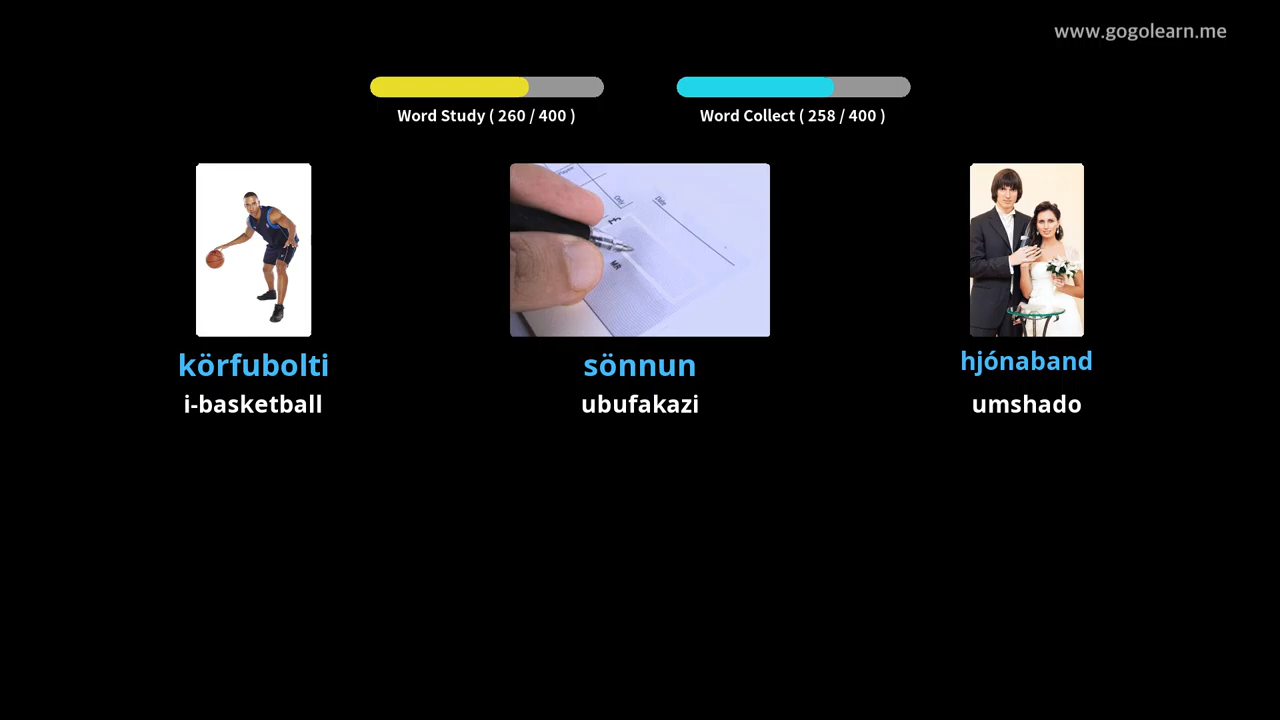 www.gogolearn.me
Word Study ( 260 / 400 )
Word Collect ( 258 / 400 )
körfubolti
sönnun
hjónaband
i-basketball
ubufakazi
umshado